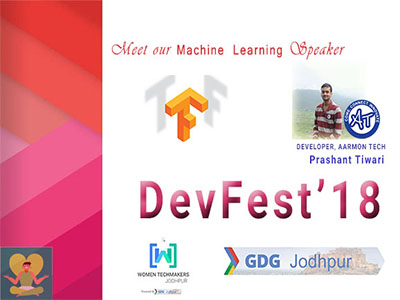 Meet our Machine Learning Speaker
DEVELOPER, AARMON TECH
Prashant Tiwari
DevFest'18
WOMEN TECHMAKERS
JODHPUR
GDG Jodhpur